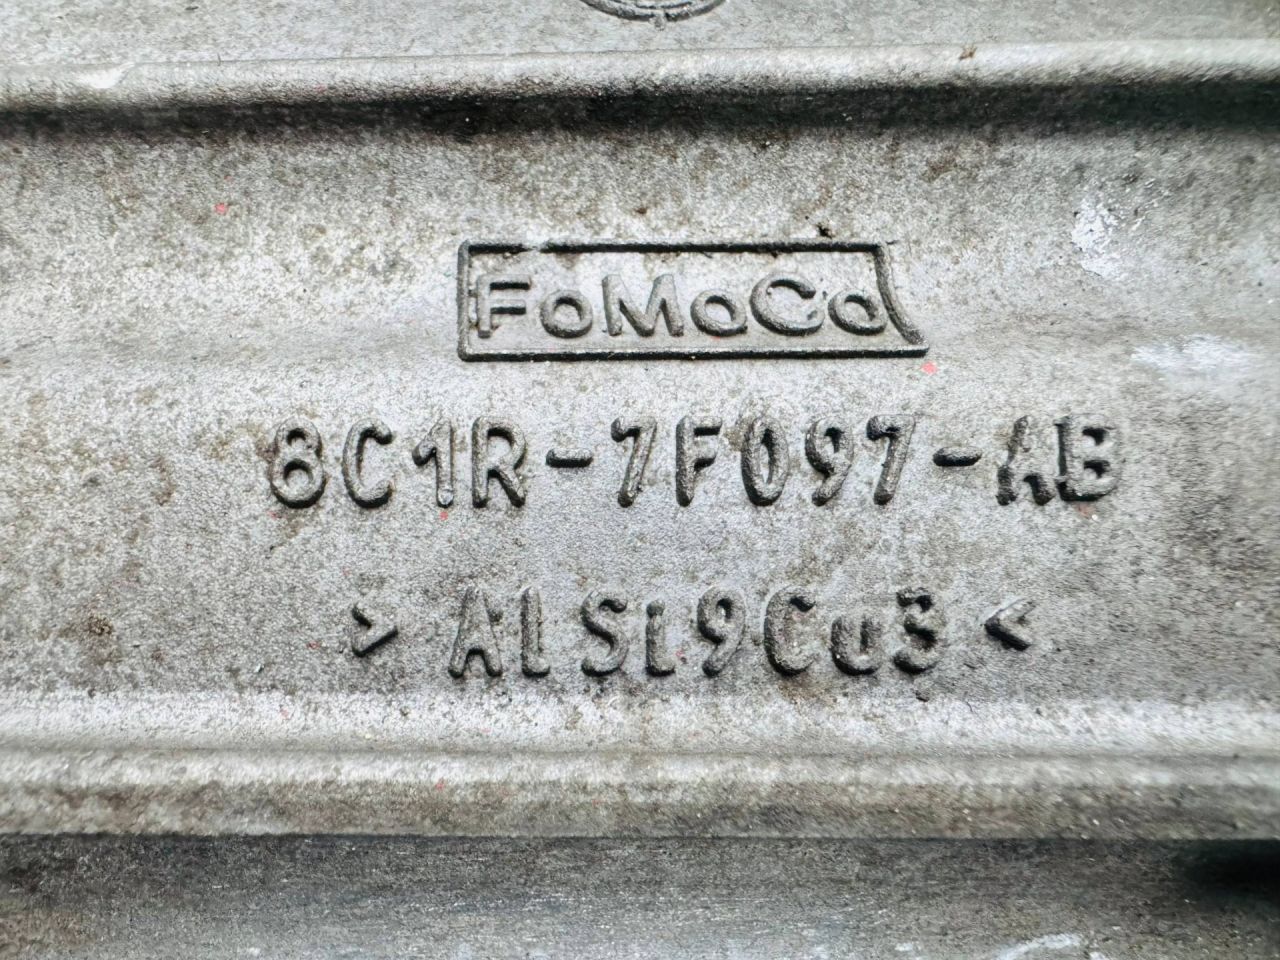 FoMoCo
8C1R-7F097-AB
>AlSi9Cu3<